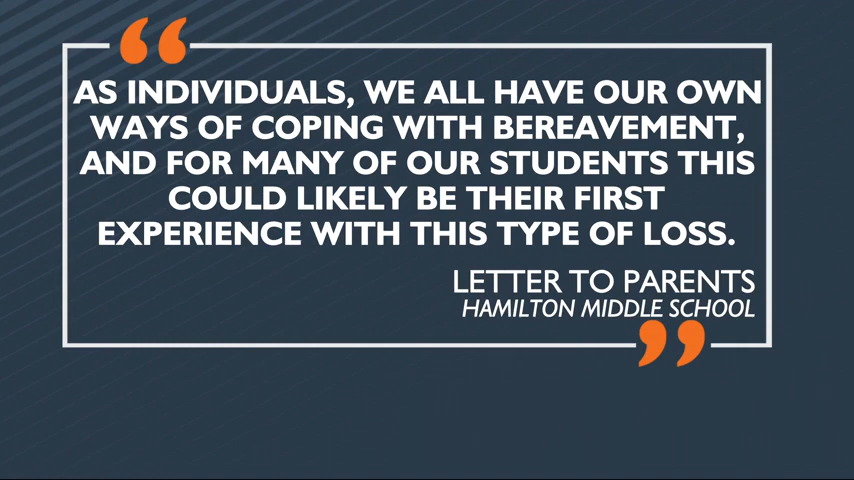 AS INDIVIDUALS, WE ALL HAVE OUR OWN
WAYS OF COPING WITH BEREAVEMENT,
AND FOR MANY OF OUR STUDENTS THIS
COULD LIKELY BE THEIR FIRST
EXPERIENCE WITH THIS TYPE OF LOSS.
LETTER TO PARENTS
HAMILTON MIDDLE SCHOOL